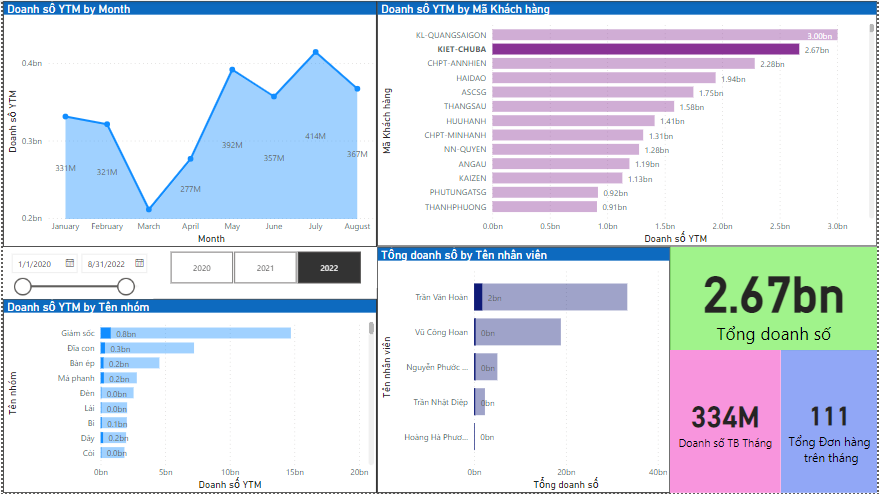 Doanh số YTM by Month
Doanh số YTM
0.4bn
0.3bn
0.2bn
331M
321M
277M
392M
357M
414M
367M
January
February
March
April
May
June
July
August
Month
Doanh số YTM by Mã Khách hàng
Mã Khách hàng
KL-QUANGSAIGON 3.00bn
KIET-CHUBA 2.67bn
CHPT-ANNHIEN 2.28bn
HAIDAO 1.94bn
ASCSG 1.75bn
THANGSAU 1.58bn
HUUHANH 1.41bn
CHPT-MINHANH 1.31bn
NN-QUYEN 1.28bn
ANGAU 1.19bn
KAIZEN 1.13bn
PHUTUNGATSG 0.92bn
THANHPHUONG 0.91bn
0.0bn 0.5bn 1.0bn 1.5bn 2.0bn 2.5bn 3.0bn
Doanh số YTM
1/1/2020 8/31/2022
2020 2021 2022
Doanh số YTM by Tên nhóm
Tên nhóm
Giảm sốc 0.8bn
Đĩa con 0.3bn
Bàn ép 0.2bn
Má phanh 0.2bn
Đèn 0.0bn
Lái 0.0bn
Bi 0.1bn
Dây 0.2bn
Còi 0.0bn
0bn 5bn 10bn 15bn 20bn
Doanh số YTM
Tổng doanh số by Tên nhân viên
Tên nhân viên
Trần Văn Hoàn 2bn
Vũ Công Hoan 0bn
Nguyễn Phước ... 0bn
Trần Nhật Diệp 0bn
Hoàng Hà Phươ... 0bn
0bn 20bn 40bn
Tổng doanh số
2.67bn
Tổng doanh số
334M
Doanh số TB Tháng
111
Tổng Đơn hàng
trên tháng